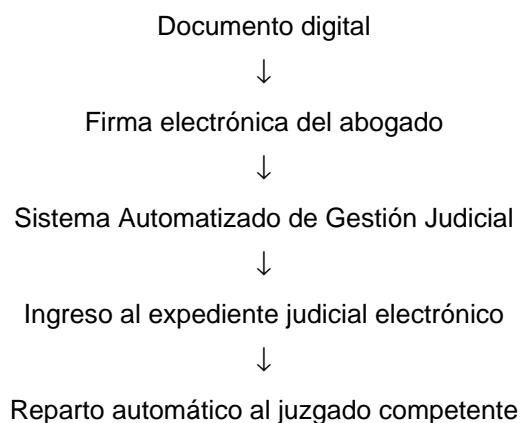 Documento digital
↓
Firma electrónica del abogado
↓
Sistema Automatizado de Gestión Judicial
↓
Ingreso al expediente judicial electrónico
↓
Reparto automático al juzgado competente